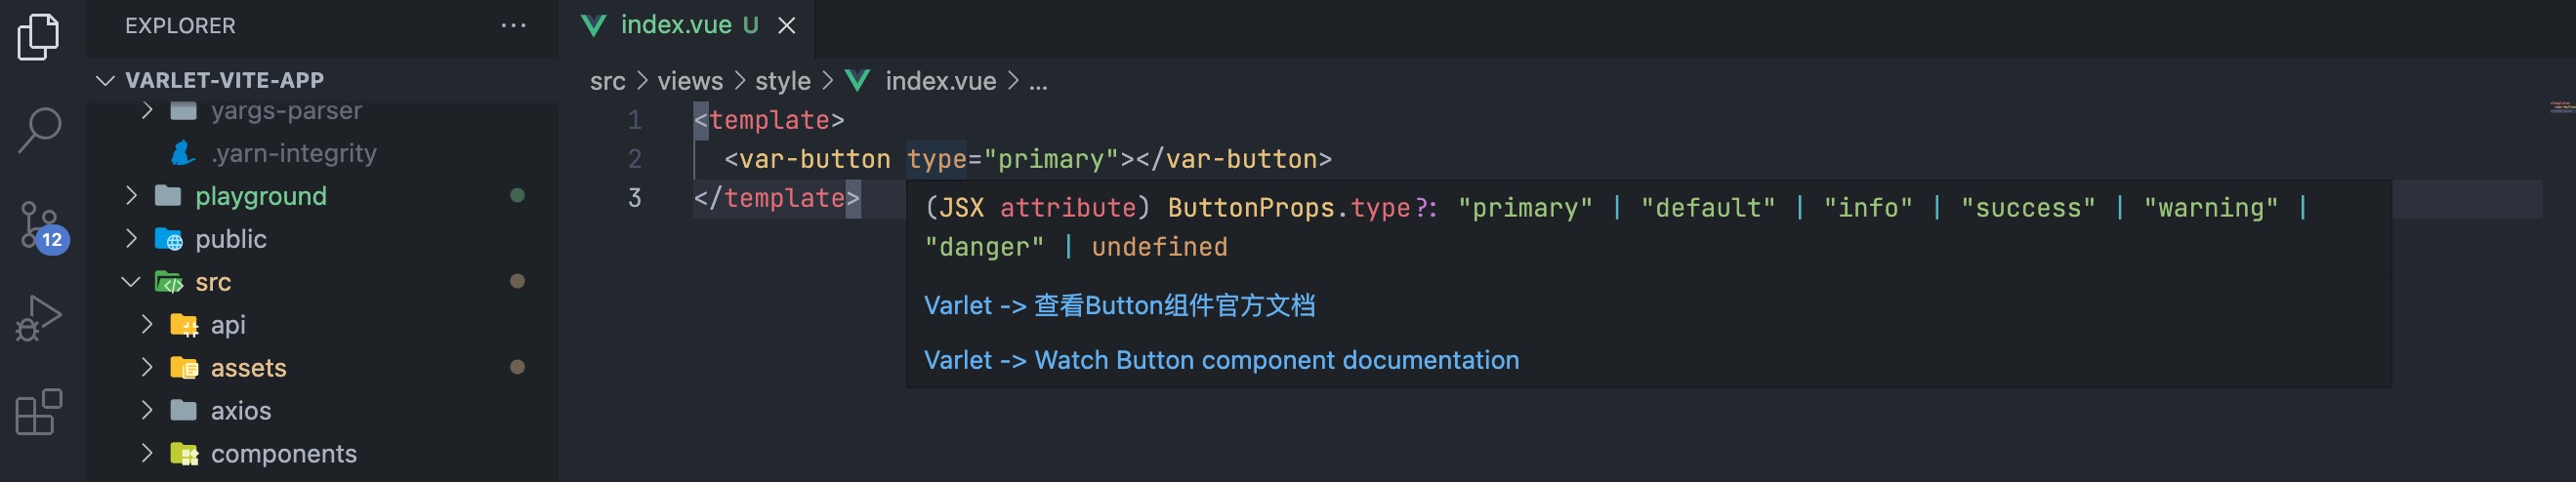 EXPLORER
VARLET-VITE-APP
yargs-parser
.yarn-integrity
playground
public
src
api
assets
axios
components
12
index.vue U
src > views > style > index.vue > ...
1 <template>
2 <var-button type="primary"></var-button>
3 </template>
(JSX attribute) ButtonProps.type?: "primary" | "default" | "info" | "success" | "warning" |
"danger" | undefined
Varlet -> 查看Button组件官方文档
Varlet -> Watch Button component documentation